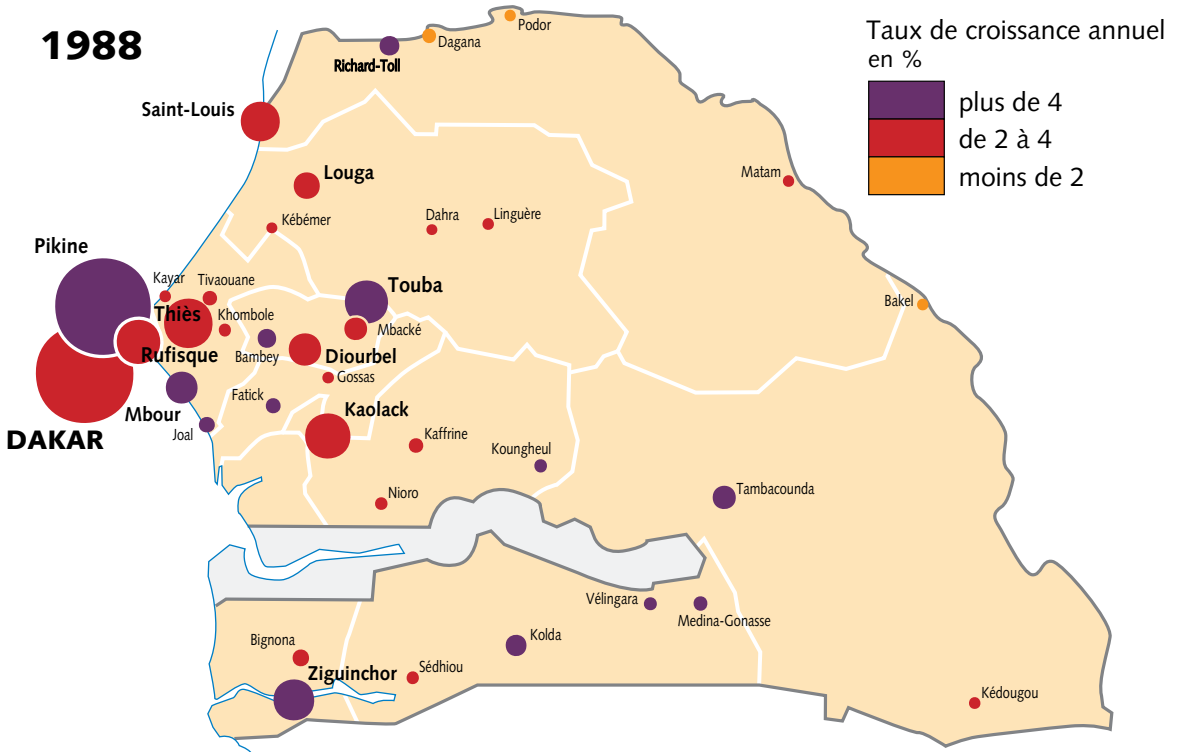 1988
Taux de croissance annuel
en %
plus de 4
de 2 à 4
moins de 2
Podor
Dagana
Richard-Toll
Saint-Louis
Matam
Louga
Kébémer
Dahra
Linguère
Pikine
Kayar
Tivaouane
Touba
Bakel
Thiès
Khombole
Mbacké
Rufisque
Bambey
Diourbel
Gossas
Fatick
Mbour
Kaolack
DAKAR
Joal
Kaffrine
Koungheul
Nioro
Tambacounda
Vélingara
Medina-Gonasse
Bignona
Kolda
Ziguinchor
Sédhiou
Kédougou